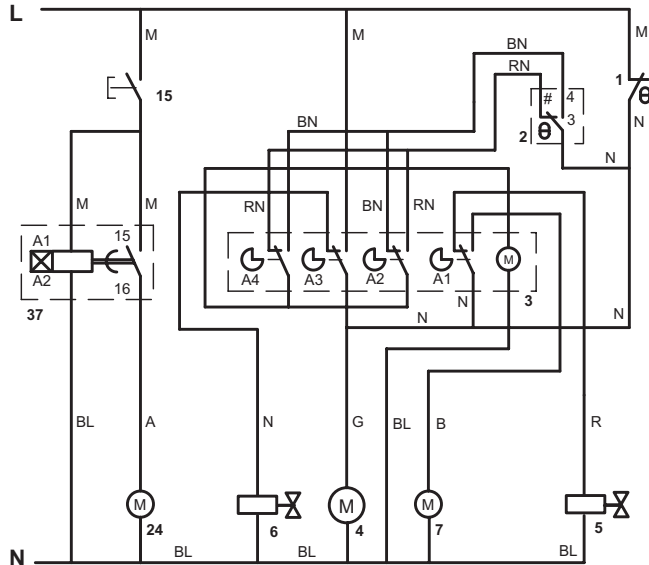 L
M M M
BN
RN
15
1
# 4
3
θ
2
N
N
BN
M M
RN BN RN
A1 15
A2 16
37
M
A4 A3 A2 A1
N
3
N N
BL A N G BL B R
M M M
24 6 4 7 5
N
BL BL BL